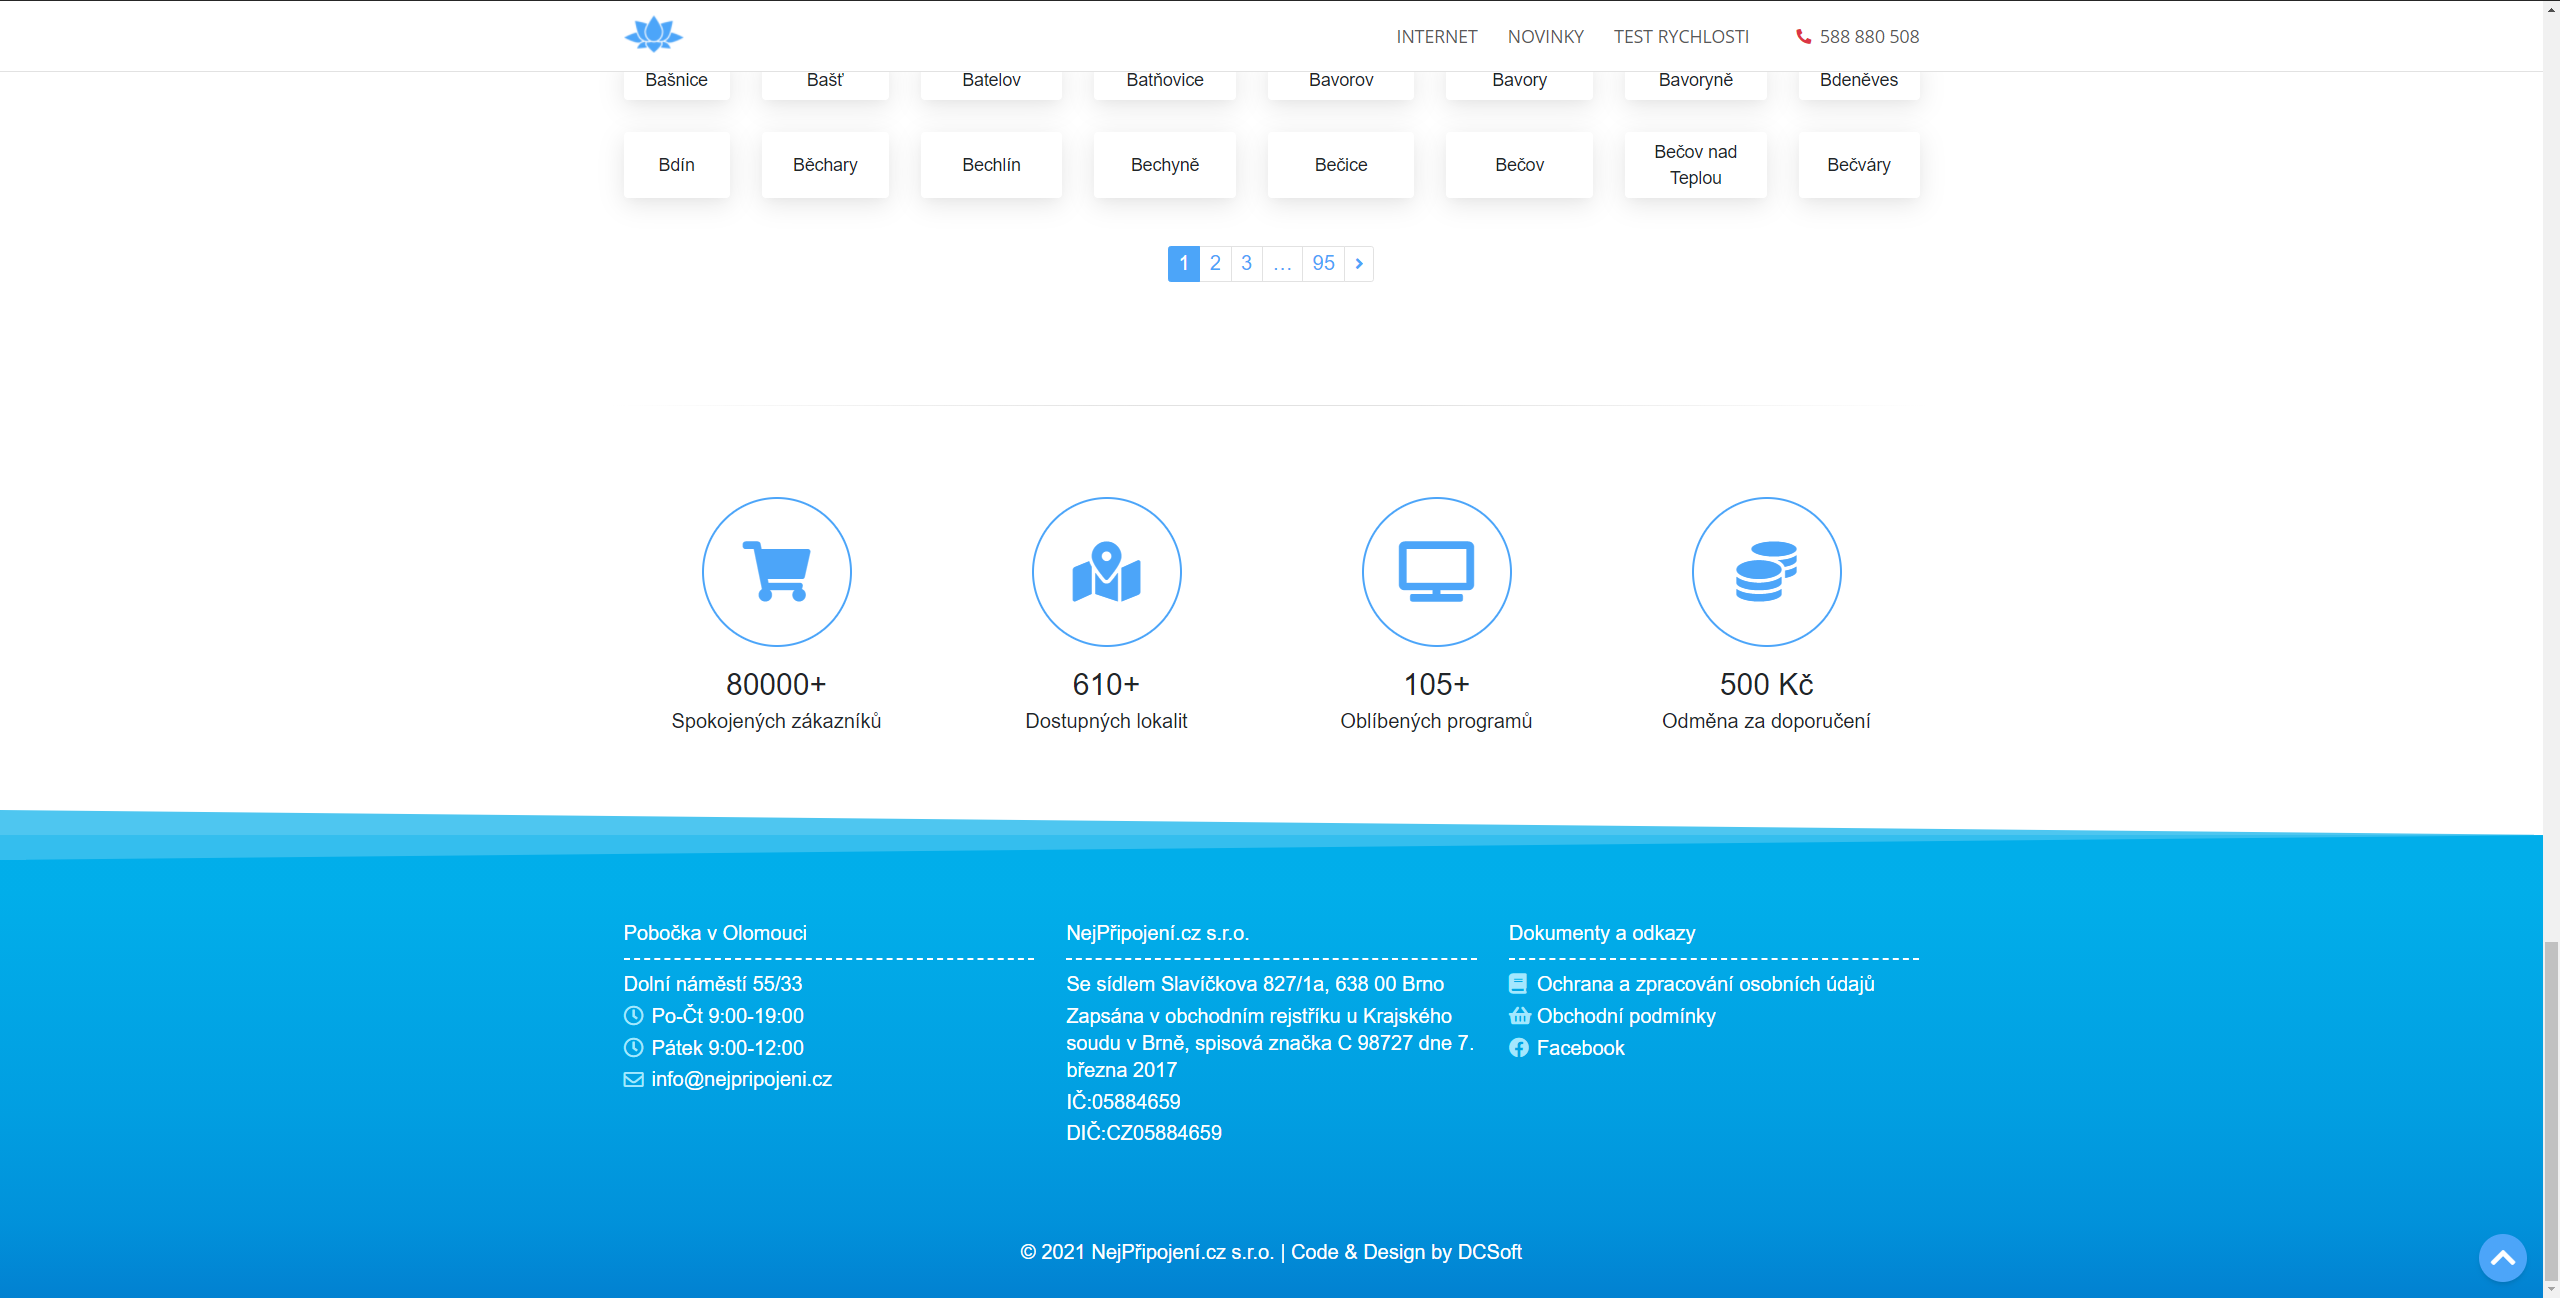 INTERNET NOVINKY TEST RYCHLOSTI 588 880 508
Bašnice Bašť Batelov Batňovice Bavorov Bavory Bavoryně Bdeněves
Bdín Běchary Bechlín Bechyně Bečice Bečov Bečov nad Teplou Bečváry
1 2 3 … 95
80000+
Spokojených zákazníků
610+
Dostupných lokalit
105+
Oblíbených programů
500 Kč
Odměna za doporučení
Pobočka v Olomouci
Dolní náměstí 55/33
Po-Čt 9:00-19:00
Pátek 9:00-12:00
info@nejpripojeni.cz
NejPřipojení.cz s.r.o.
Se sídlem Slavíčkova 827/1a, 638 00 Brno
Zapsána v obchodním rejstříku u Krajského
soudu v Brně, spisová značka C 98727 dne 7.
března 2017
IČ:05884659
DIČ:CZ05884659
Dokumenty a odkazy
Ochrana a zpracování osobních údajů
Obchodní podmínky
Facebook
© 2021 NejPřipojení.cz s.r.o. | Code & Design by DCSoft